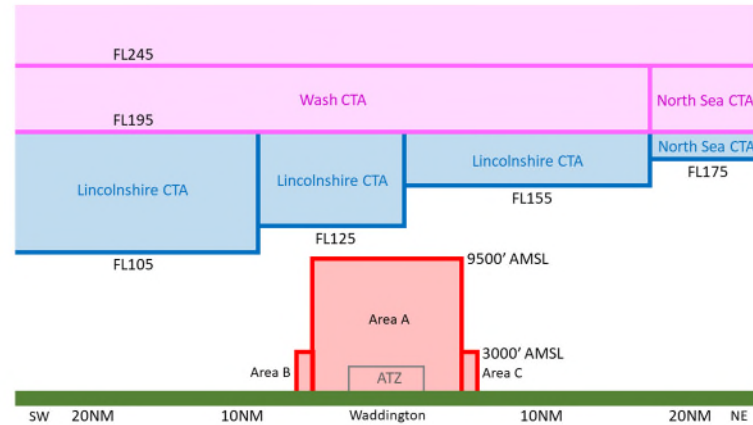 FL245
Wash CTA
North Sea CTA
FL195
North Sea CTA
Lincolnshire CTA
Lincolnshire CTA
Lincolnshire CTA
FL175
FL155
FL125
FL105
9500' AMSL
Area A
3000' AMSL
Area B
ATZ
Area C
SW 20NM 10NM Waddington 10NM 20NM NE